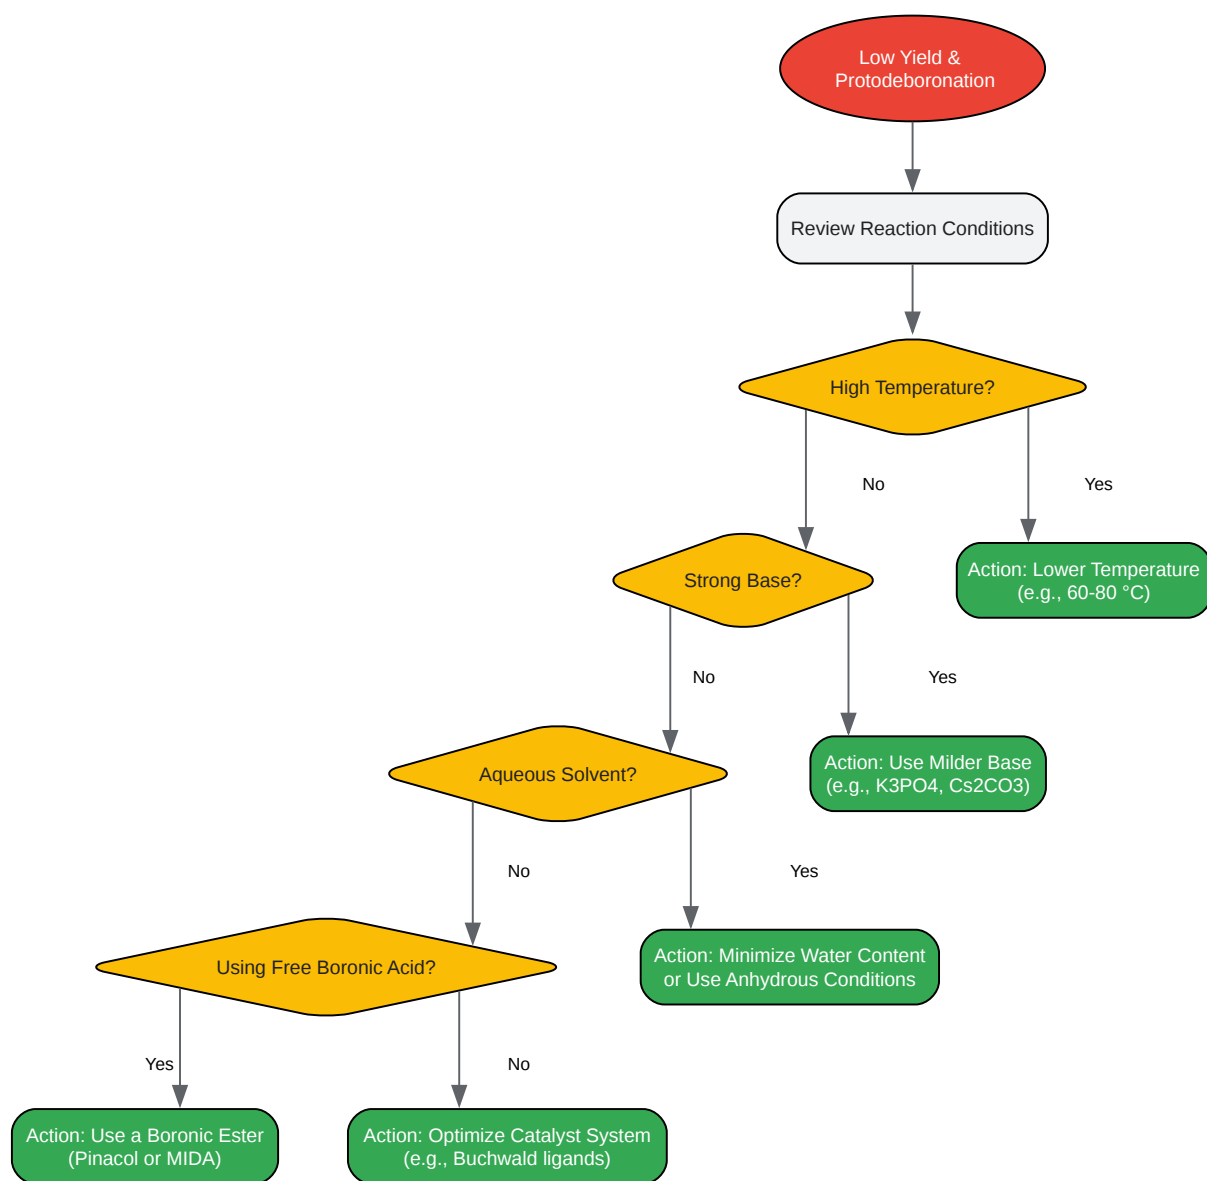 Low Yield &
Protodeboronation
Review Reaction Conditions
High Temperature?
No
Yes
Strong Base?
Action: Lower Temperature
(e.g., 60-80 °C)
No
Yes
Aqueous Solvent?
Action: Use Milder Base
(e.g., K3PO4, Cs2CO3)
No
Yes
Using Free Boronic Acid?
Action: Minimize Water Content
or Use Anhydrous Conditions
Yes
No
Action: Use a Boronic Ester
(Pinacol or MIDA)
Action: Optimize Catalyst System
(e.g., Buchwald ligands)